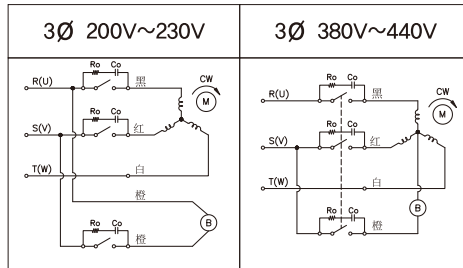 3Ø 200V～230V
Ro Co
R(U)
黑
CW
M
Ro Co
S(V)
红
T(W)
白
橙
B
Ro Co
橙
3Ø 380V～440V
Ro Co
R(U)
黑
CW
M
Ro Co
S(V)
红
T(W)
白
B
Ro Co
橙